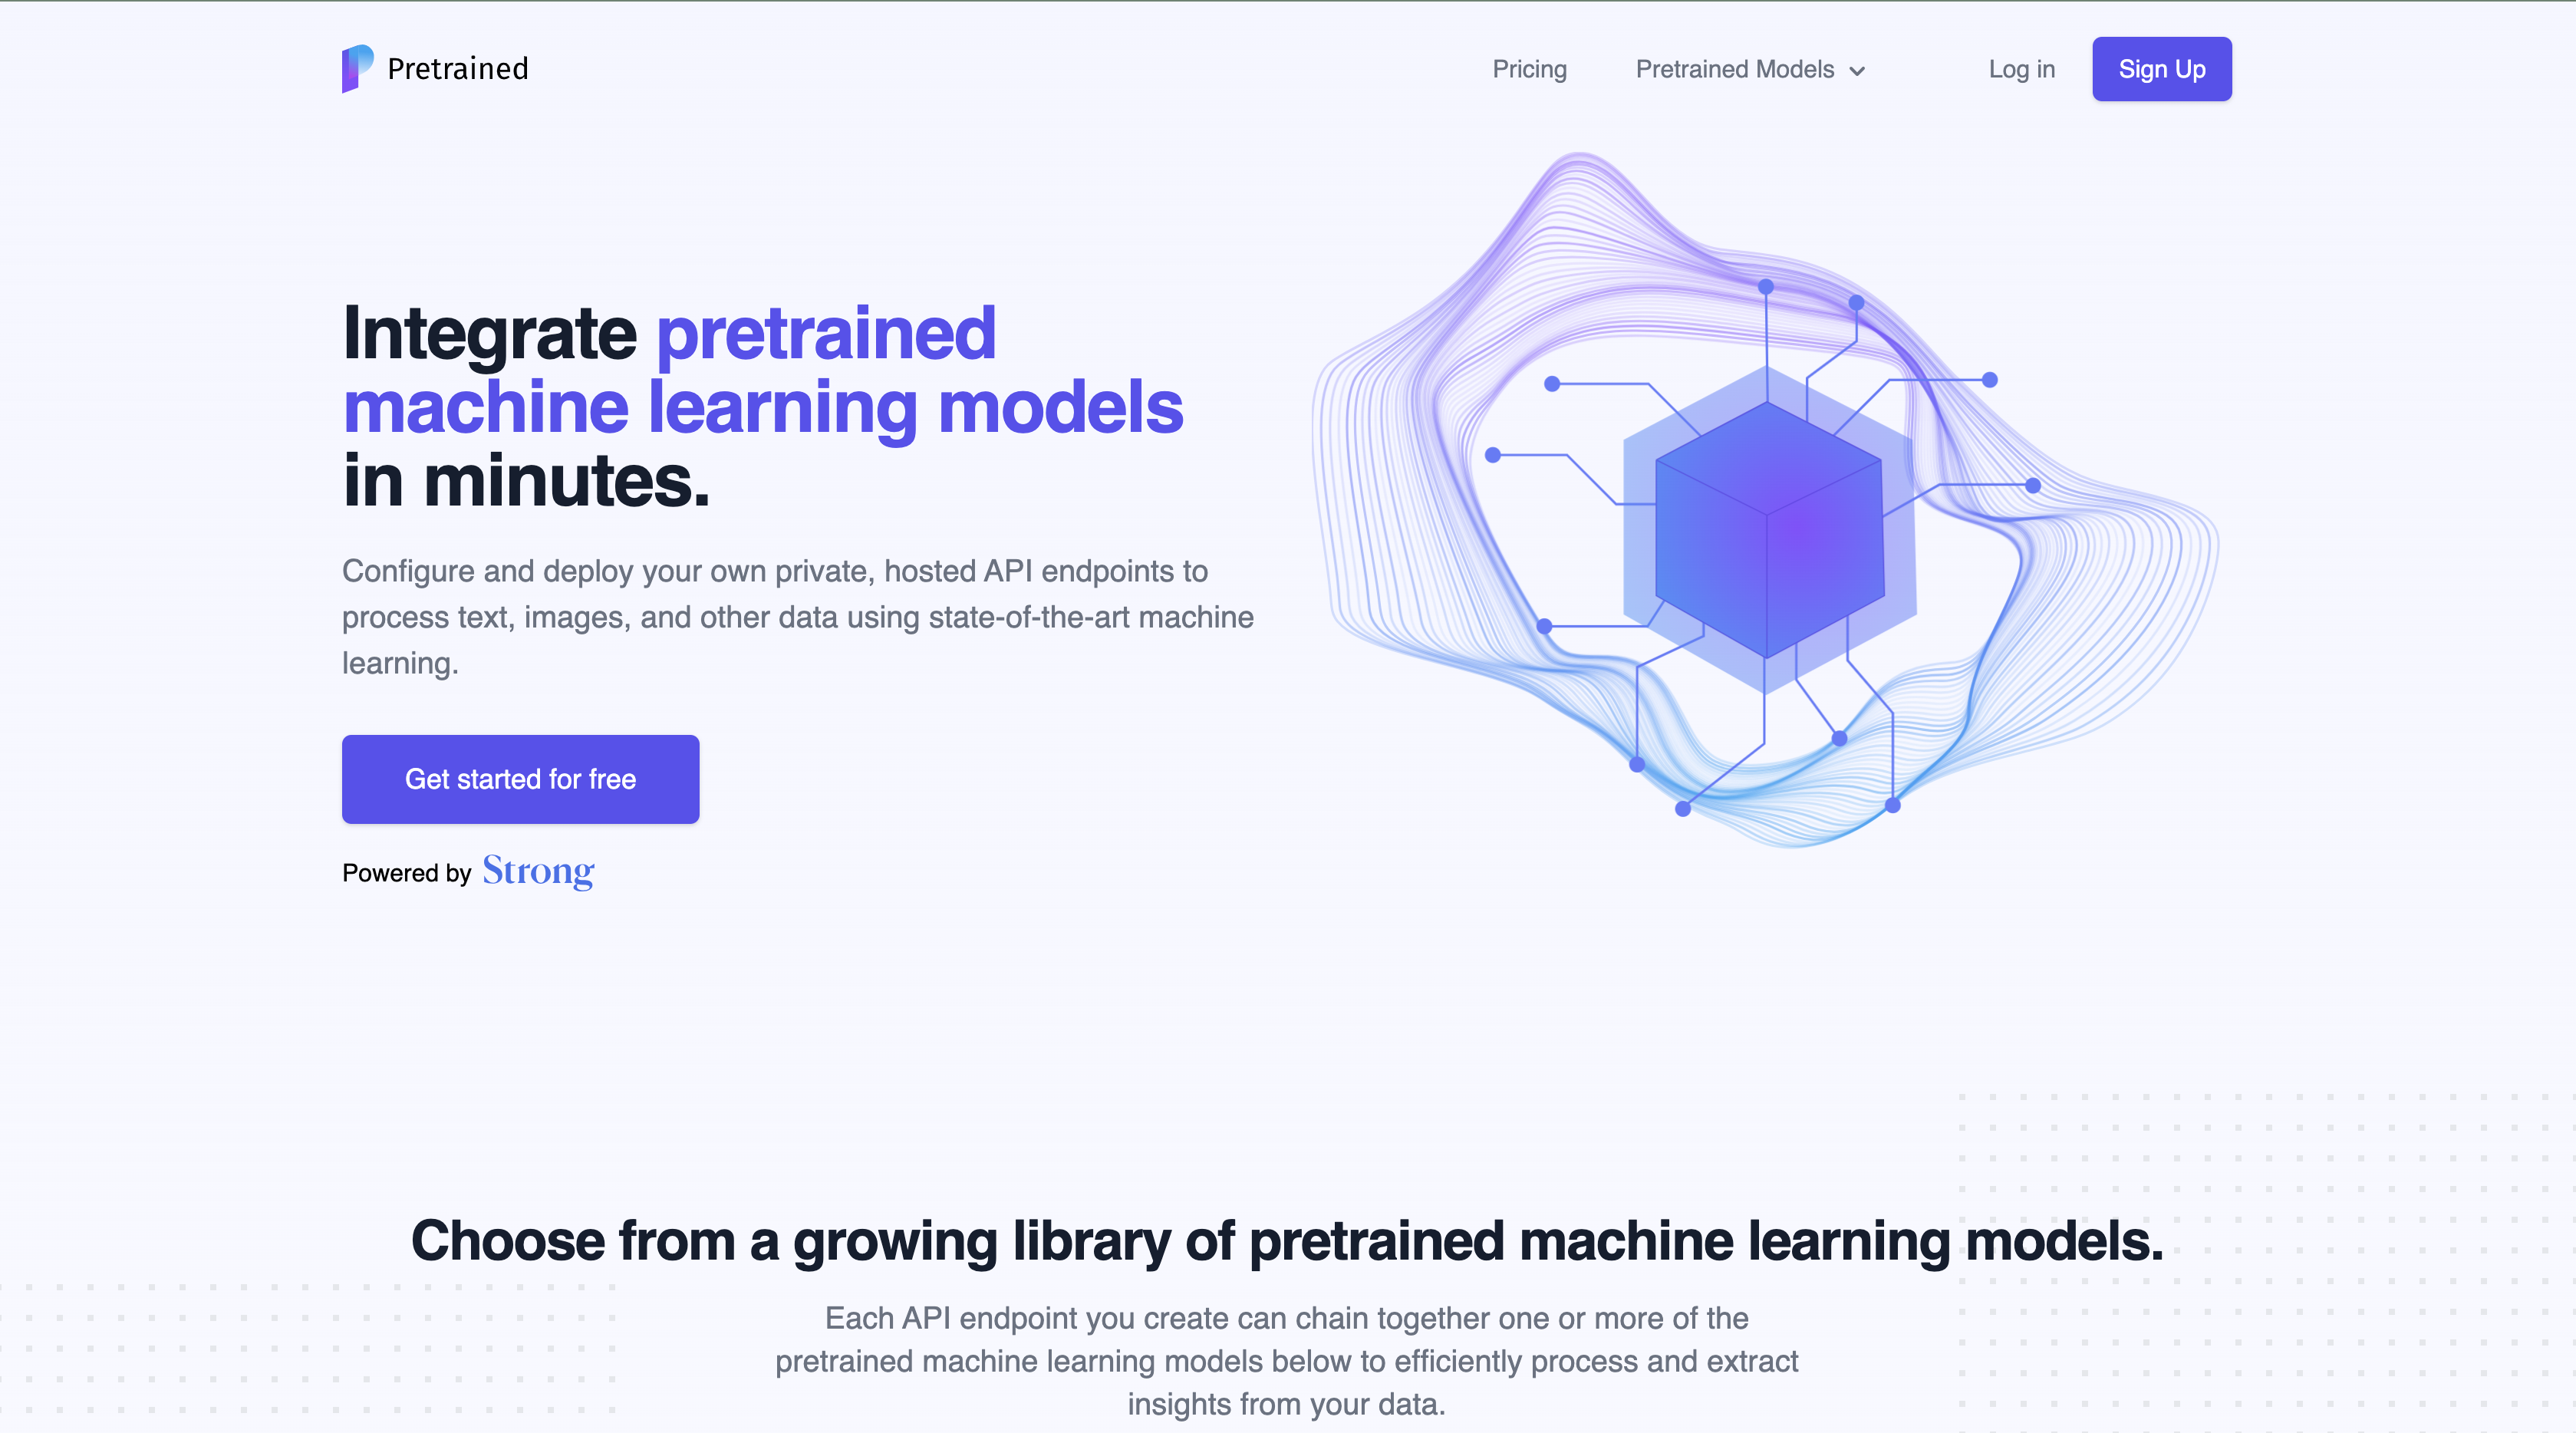 Pretrained
Pricing
Pretrained Models
Log in
Sign Up
Integrate pretrained
machine learning models
in minutes.
Configure and deploy your own private, hosted API endpoints to
process text, images, and other data using state-of-the-art machine
learning.
Get started for free
Powered by Strong
Choose from a growing library of pretrained machine learning models.
Each API endpoint you create can chain together one or more of the
pretrained machine learning models below to efficiently process and extract
insights from your data.